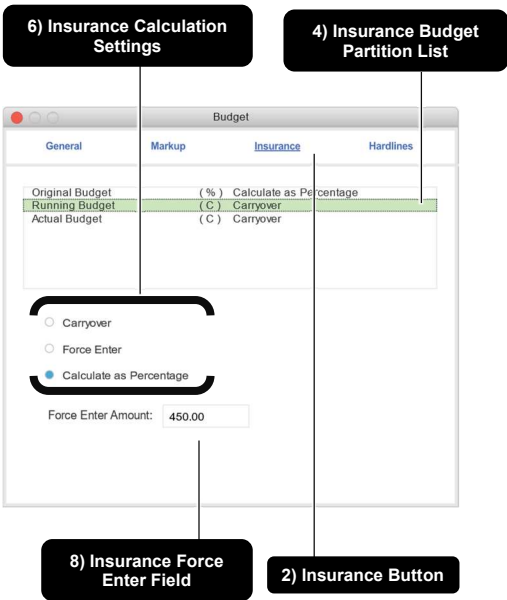 6) Insurance Calculation
Settings
4) Insurance Budget
Partition List
Budget
General Markup Insurance Hardlines
Original Budget ( % ) Calculate as Percentage
Running Budget ( C ) Carryover
Actual Budget ( C ) Carryover
Carryover
Force Enter
Calculate as Percentage
Force Enter Amount: 450.00
8) Insurance Force
Enter Field
2) Insurance Button